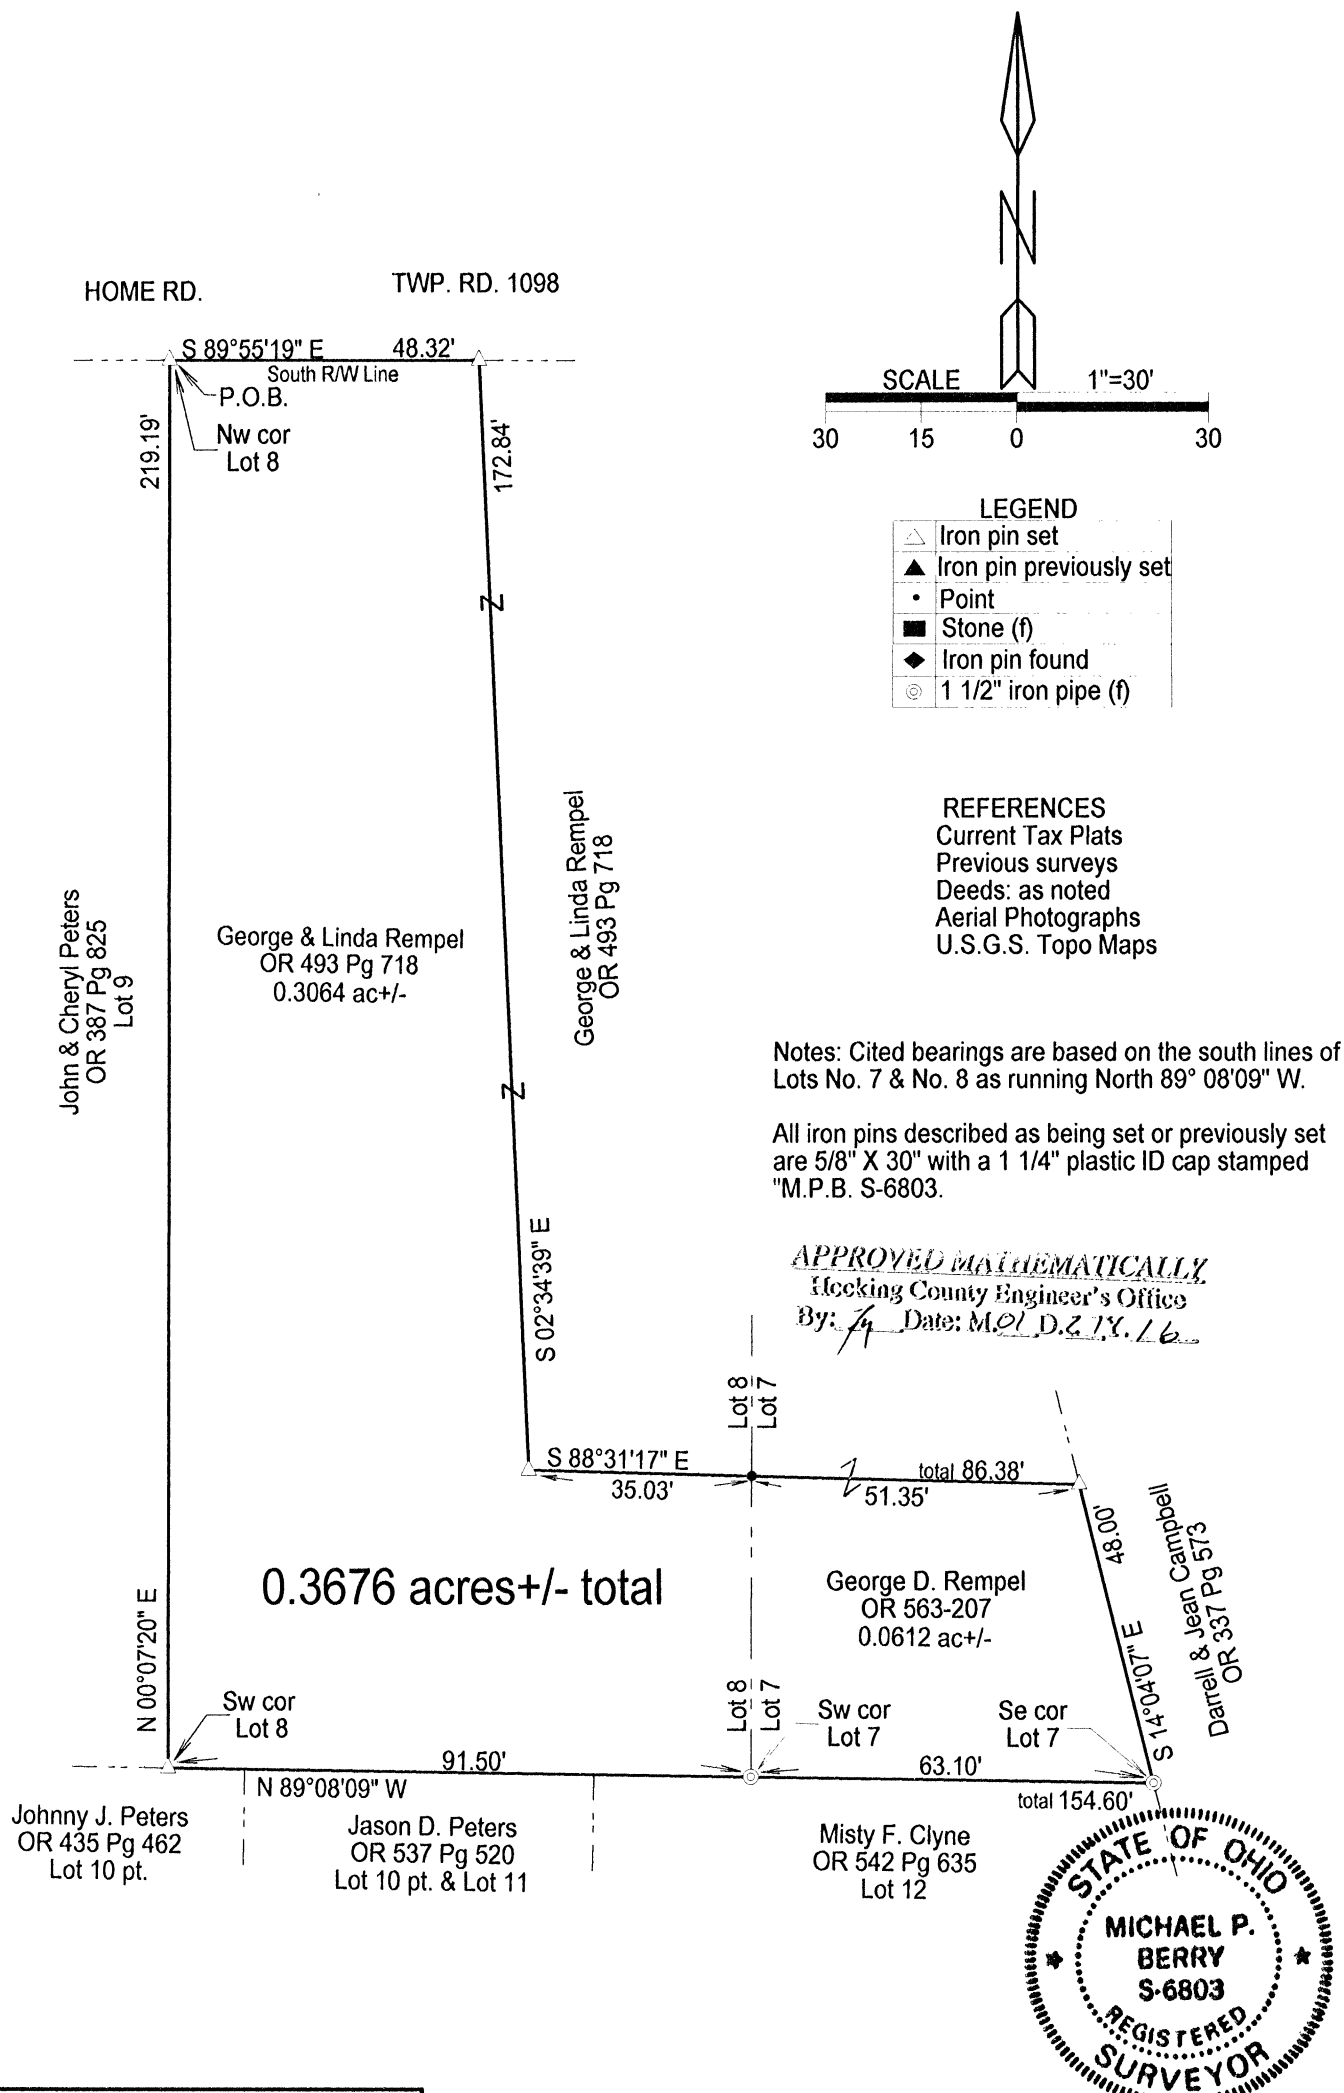 N
HOME RD.
TWP. RD. 1098
S 89°55'19" E
48.32'
South R/W Line
P.O.B.
Nw cor
Lot 8
219.19'
172.84'
SCALE
1"=30'
30
15
0
30
LEGEND
Iron pin set
Iron pin previously set
Point
Stone (f)
Iron pin found
1 1/2" iron pipe (f)
REFERENCES
Current Tax Plats
Previous surveys
Deeds: as noted
Aerial Photographs
U.S.G.S. Topo Maps
John & Cheryl Peters
OR 387 Pg 825
Lot 9
George & Linda Rempel
OR 493 Pg 718
0.3064 ac+/-
George & Linda Rempel
OR 493 Pg 718
Notes: Cited bearings are based on the south lines of
Lots No. 7 & No. 8 as running North 89° 08'09" W.
All iron pins described as being set or previously set
are 5/8" X 30" with a 1 1/4" plastic ID cap stamped
"M.P.B. S-6803.
S 02°34'39" E
APPROVED MATHEMATICALLY
Hocking County Engineer's Office
By: Date: M.01 D.27Y.16
Lot 8
Lot 7
S 88°31'17" E
35.03'
total 86.38'
51.35'
48.00'
S 14°04'07" E
Darrell & Jean Campbell
OR 337 Pg 573
0.3676 acres+/- total
George D. Rempel
OR 563-207
0.0612 ac+/-
N 00°07'20" E
Sw cor
Lot 8
Lot 8
Lot 7
Sw cor
Lot 7
Se cor
Lot 7
91.50'
N 89°08'09" W
63.10'
total 154.60'
Johnny J. Peters
OR 435 Pg 462
Lot 10 pt.
Jason D. Peters
OR 537 Pg 520
Lot 10 pt. & Lot 11
Misty F. Clyne
OR 542 Pg 635
Lot 12
STATE OF OHIO
MICHAEL P.
BERRY
S-6803
REGISTERED
SURVEYOR